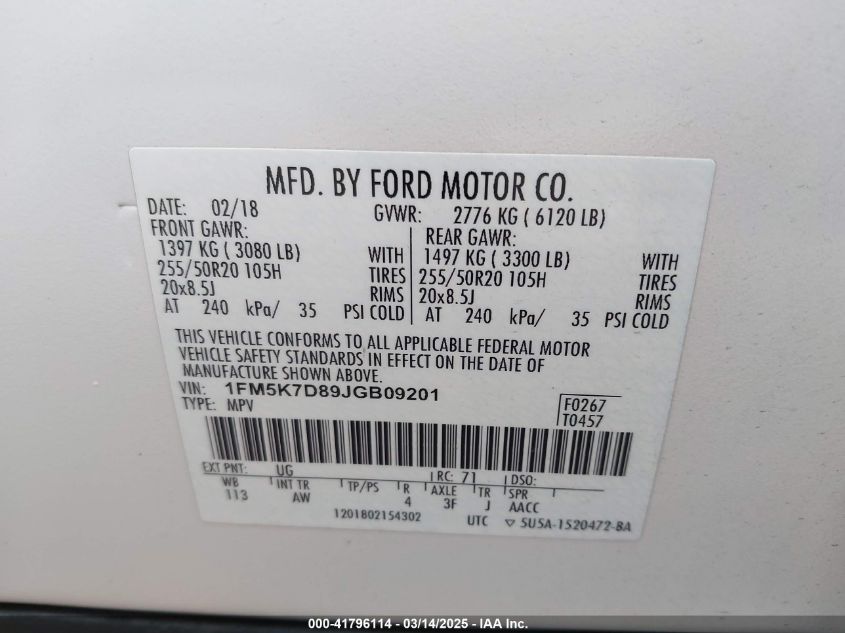 MFD. BY FORD MOTOR CO.
DATE: 02/18 GVWR: 2776 KG ( 6120 LB)
FRONT GAWR: REAR GAWR:
1397 KG ( 3080 LB) WITH 1497 KG ( 3300 LB) WITH
255/50R20 105H TIRES 255/50R20 105H TIRES
20x8.5J RIMS 20x8.5J RIMS
AT 240 kPa/ 35 PSI COLD AT 240 kPa/ 35 PSI COLD
THIS VEHICLE CONFORMS TO ALL APPLICABLE FEDERAL MOTOR
VEHICLE SAFETY STANDARDS IN EFFECT ON THE DATE OF
MANUFACTURE SHOWN ABOVE.
VIN: 1FM5K7D89JGB09201
TYPE: MPV
F0267
T0457
EXT PNT: UG RC: 71 DSO:
WB INT TR TP/PS R AXLE TR SPR
113 AW 4 3F J AACC
1201802154302 UTC ▽ 5U5A-1520472-BA
000-41796114 — 03/14/2025 — IAA Inc.